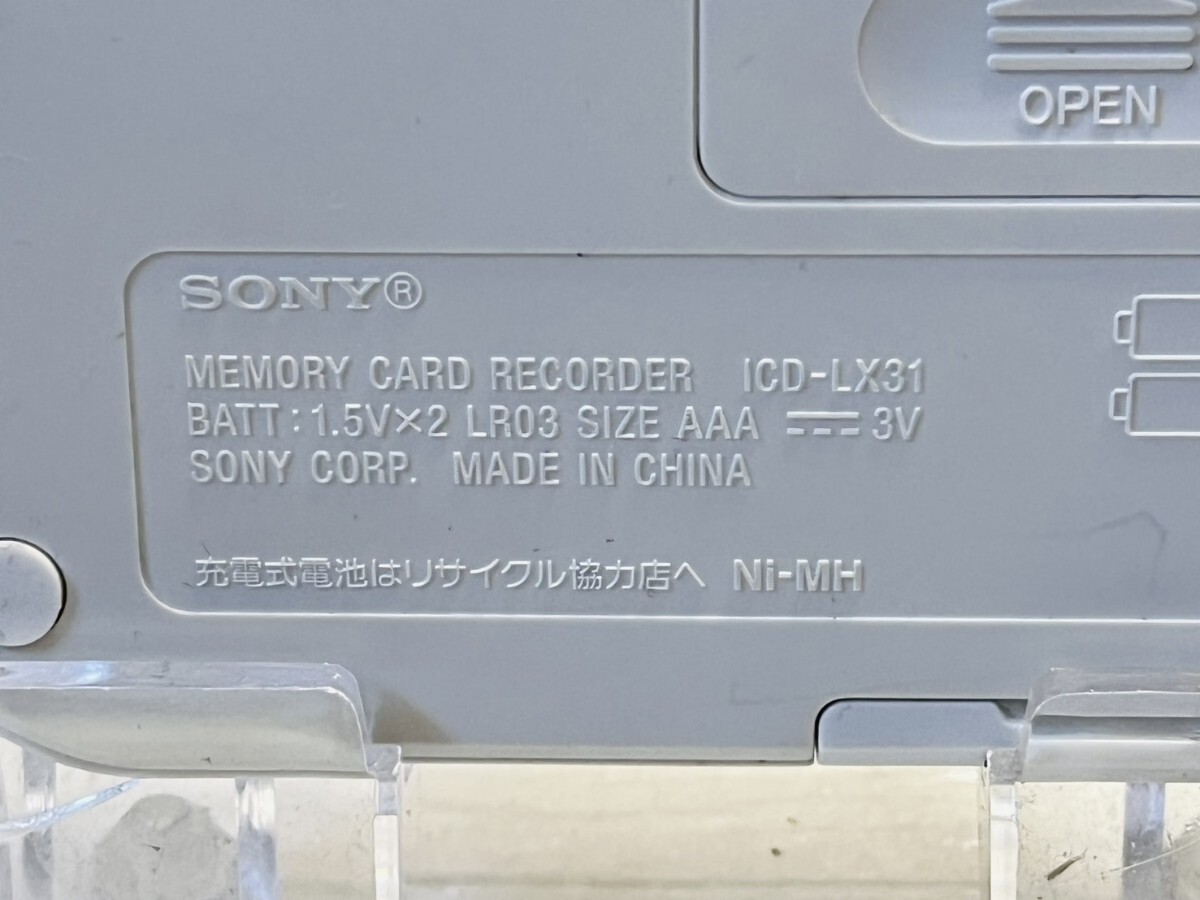 OPEN
SONY®
MEMORY CARD RECORDER ICD-LX31
BATT: 1.5V×2 LR03 SIZE AAA ⎓ 3V
SONY CORP. MADE IN CHINA
充電式電池はリサイクル協力店へ Ni-MH